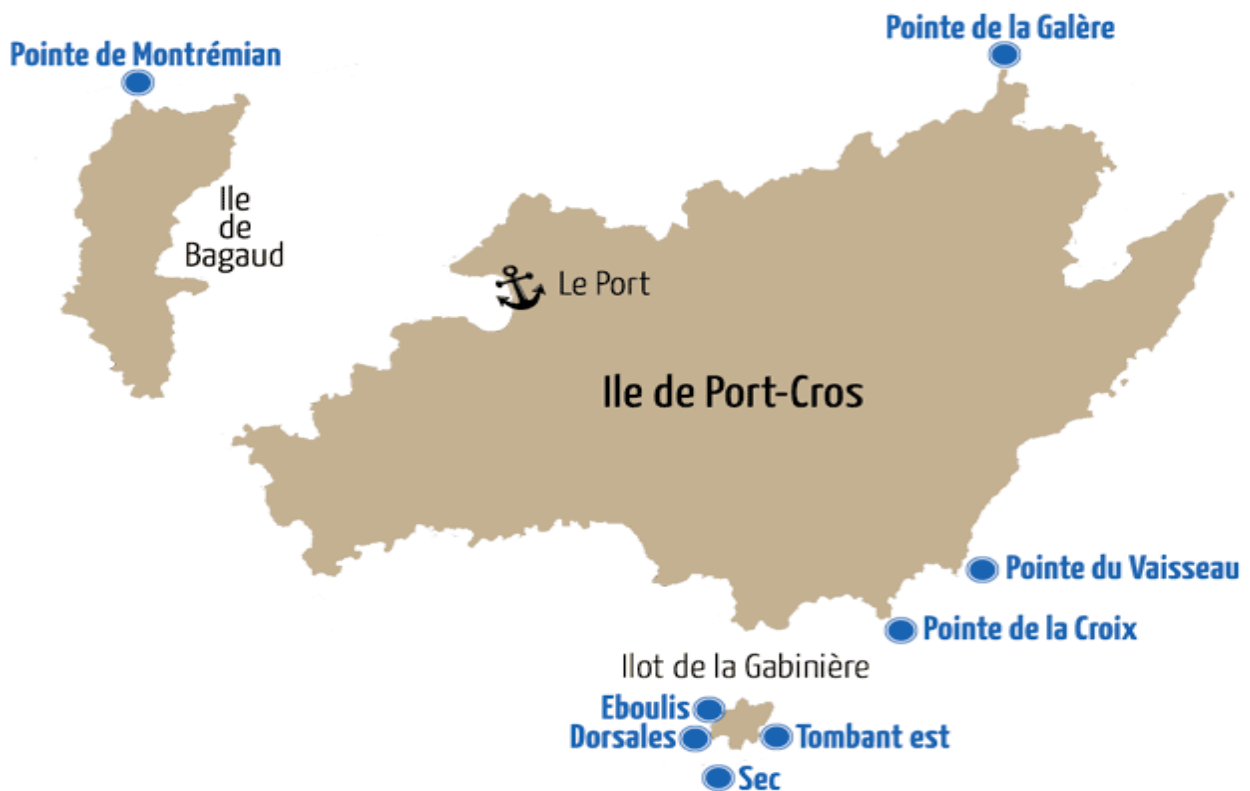 Pointe de la Galère
Pointe de Montrémian
Ile
de
Bagaud
Le Port
Ile de Port-Cros
Pointe du Vaisseau
Pointe de la Croix
Ilot de la Gabinière
Eboulis
Dorsales
Tombant est
Sec